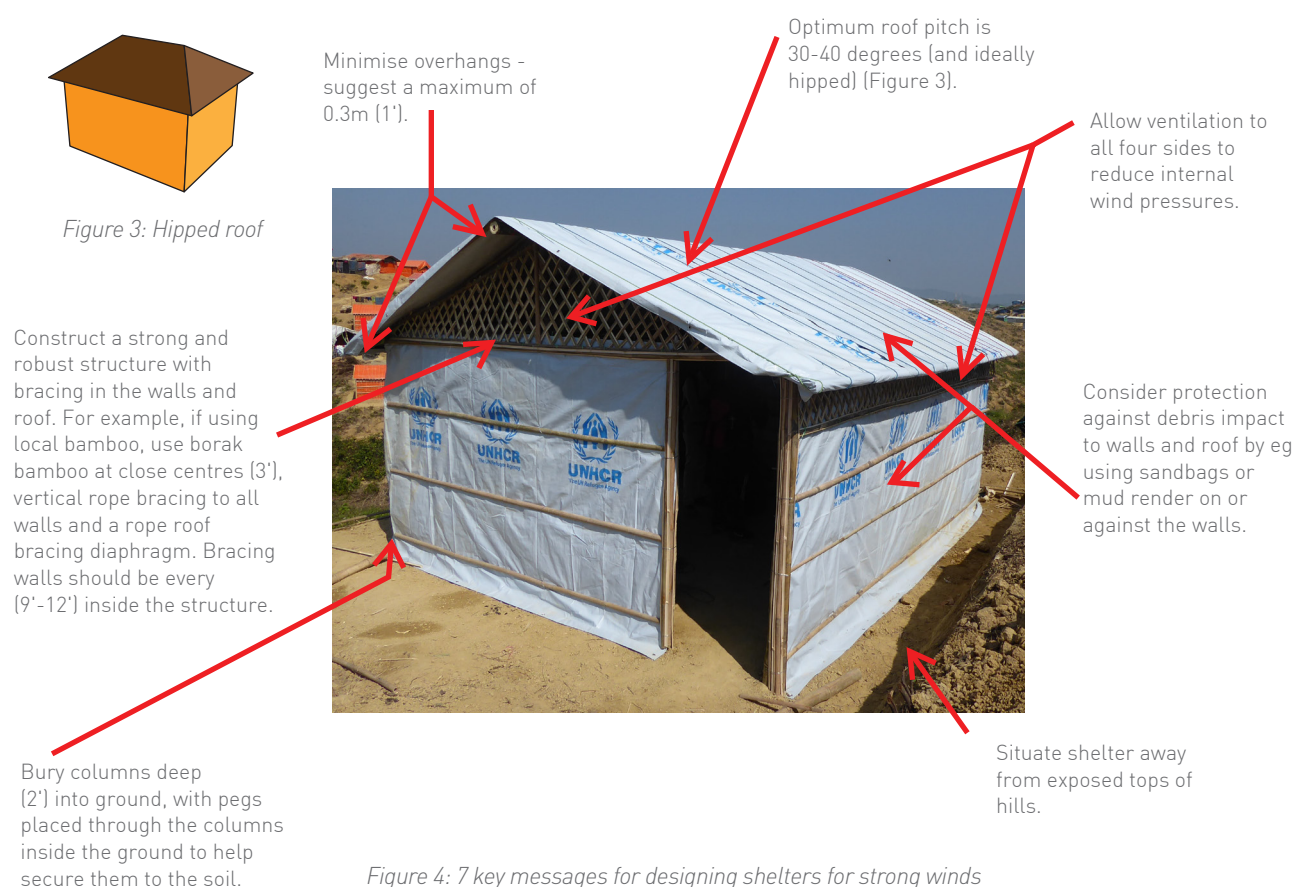 Optimum roof pitch is
30-40 degrees (and ideally
hipped) (Figure 3).
Minimise overhangs -
suggest a maximum of
0.3m (1').
Allow ventilation to
all four sides to
reduce internal
wind pressures.
Figure 3: Hipped roof
Construct a strong and
robust structure with
bracing in the walls and
roof. For example, if using
local bamboo, use borak
bamboo at close centres (3'),
vertical rope bracing to all
walls and a rope roof
bracing diaphragm. Bracing
walls should be every
(9'-12') inside the structure.
Consider protection
against debris impact
to walls and roof by eg
using sandbags or
mud render on or
against the walls.
UNHCR
UNHCR
UNHCR
The UN Refugee Agency
UNHCR
UNHCR
Situate shelter away
from exposed tops of
hills.
Bury columns deep
(2') into ground, with pegs
placed through the columns
inside the ground to help
secure them to the soil.
Figure 4: 7 key messages for designing shelters for strong winds